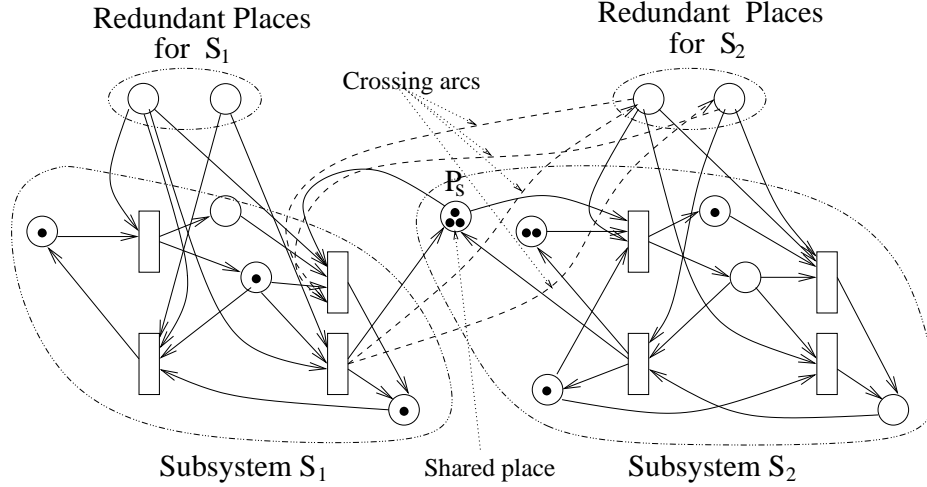 Redundant Places
for S1
Redundant Places
for S2
Crossing arcs
Ps
Subsystem S1
Shared place
Subsystem S2